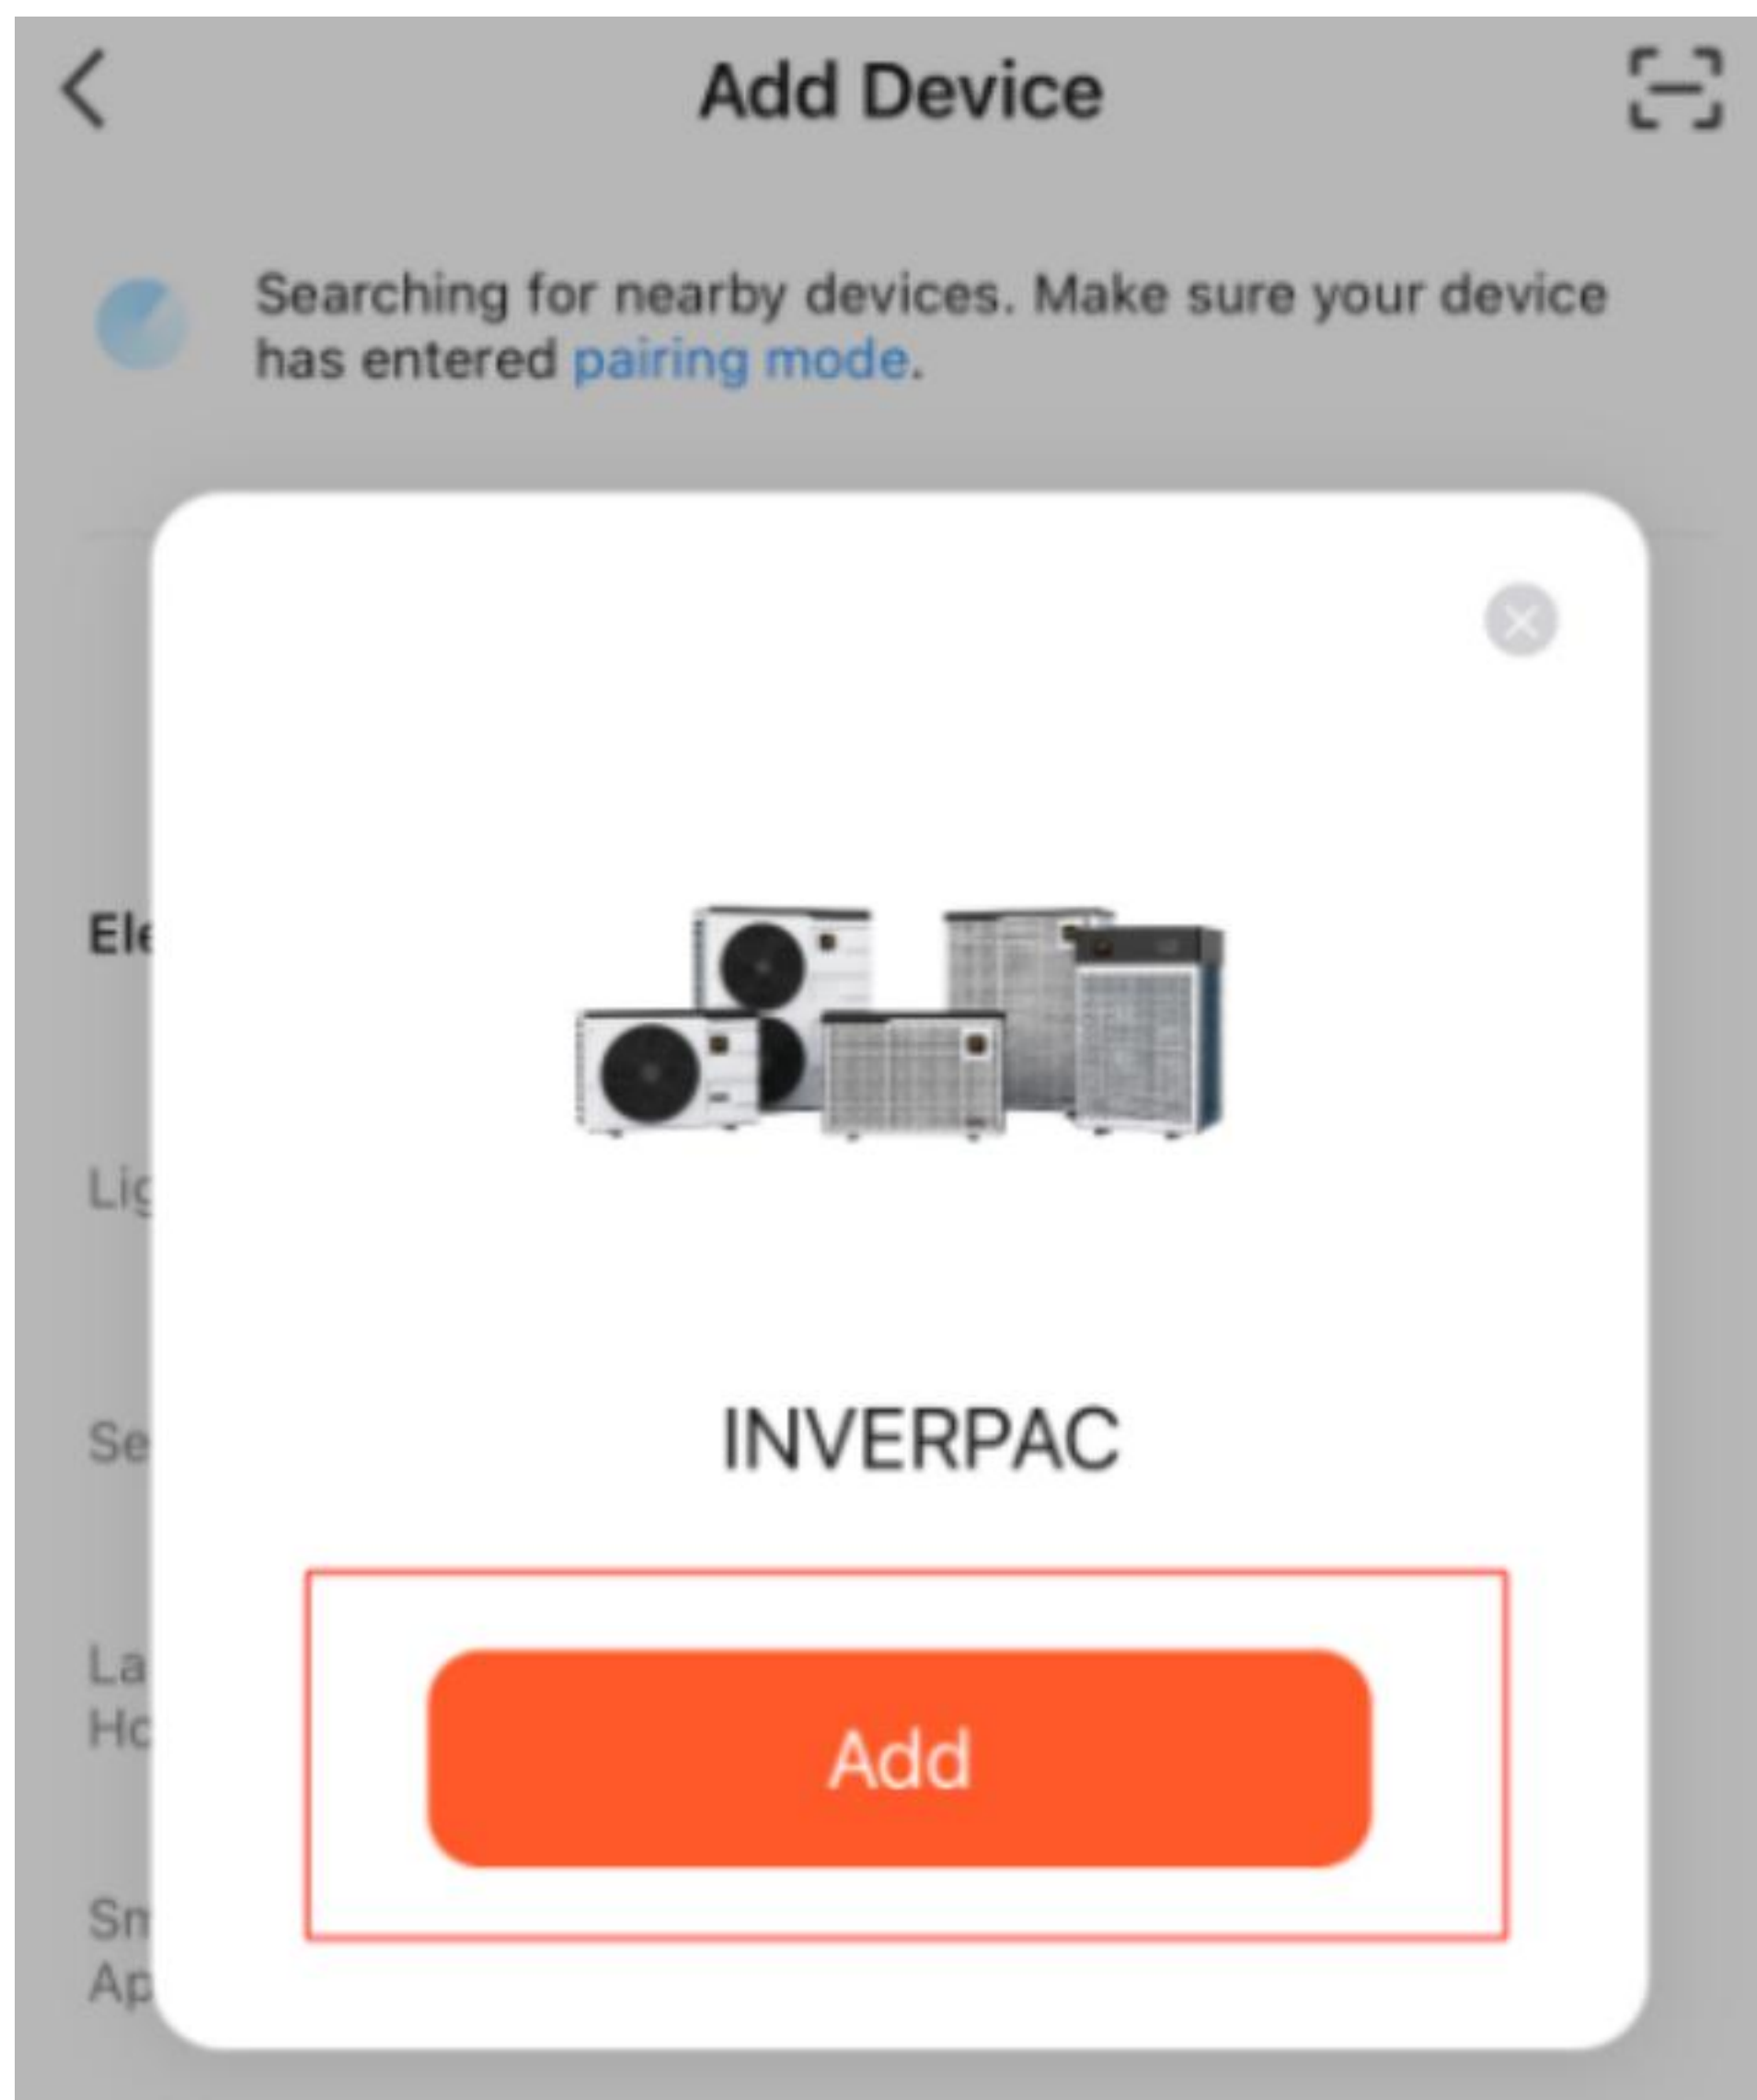 Add Device
Searching for nearby devices. Make sure your device
has entered pairing mode.
INVERPAC
Add